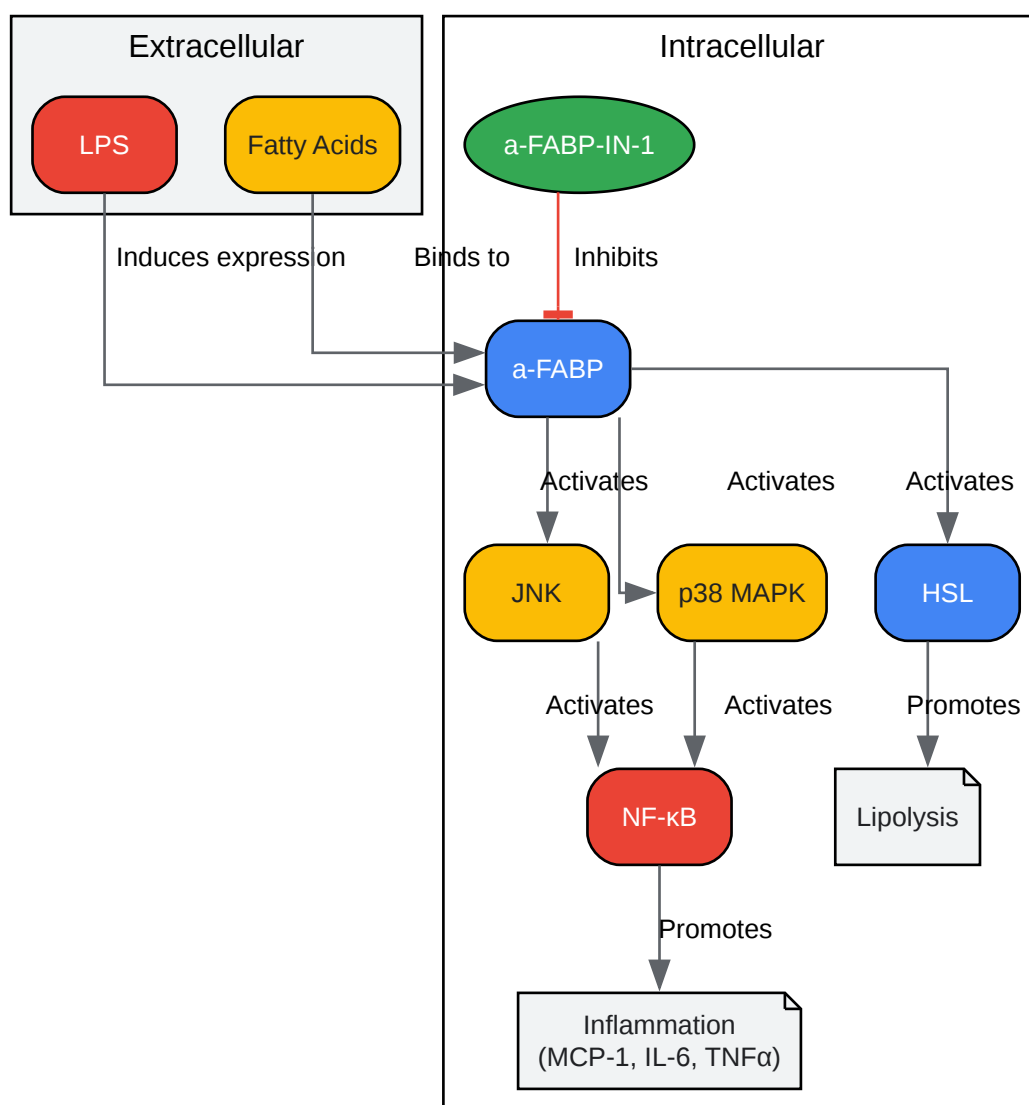 Extracellular
Intracellular
LPS
Fatty Acids
a-FABP-IN-1
Induces expression
Binds to
Inhibits
a-FABP
Activates
Activates
Activates
JNK
p38 MAPK
HSL
Activates
Activates
Promotes
NF-κB
Lipolysis
Promotes
Inflammation
(MCP-1, IL-6, TNFα)